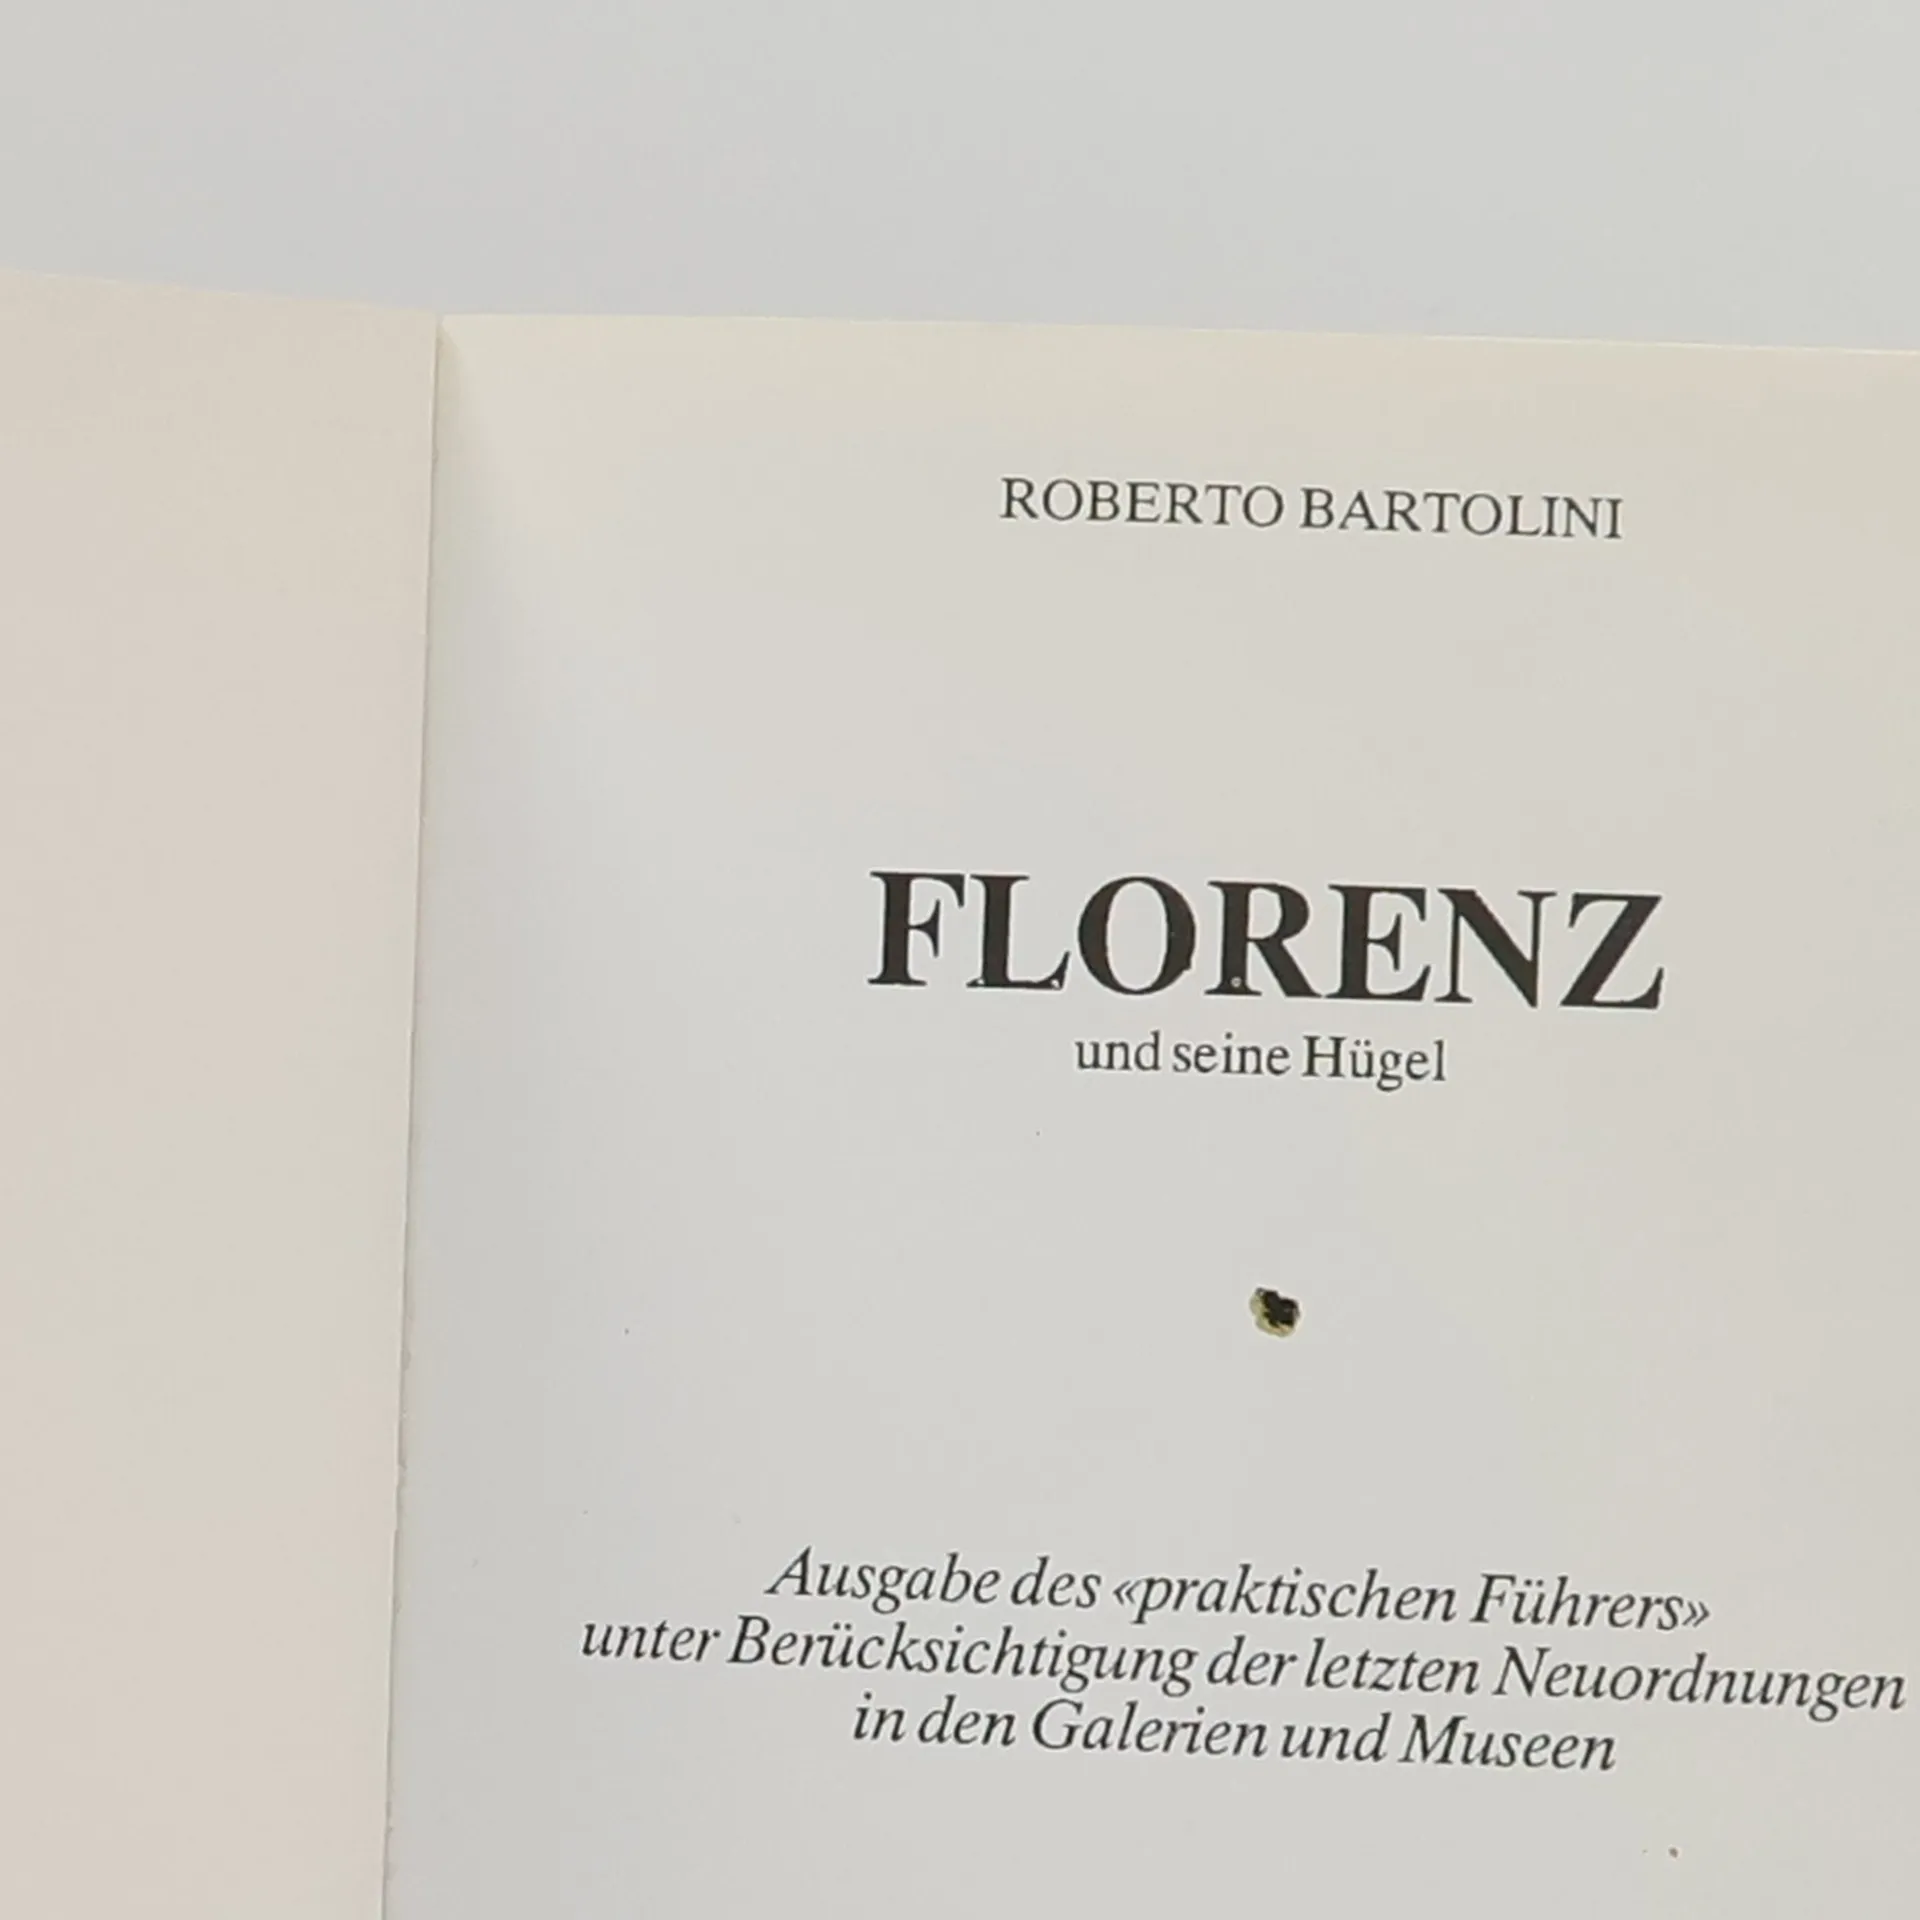 ROBERTO BARTOLINI
FLORENZ
und seine Hügel
Ausgabe des «praktischen Führers»
unter Berücksichtigung der letzten Neuordnungen
in den Galerien und Museen